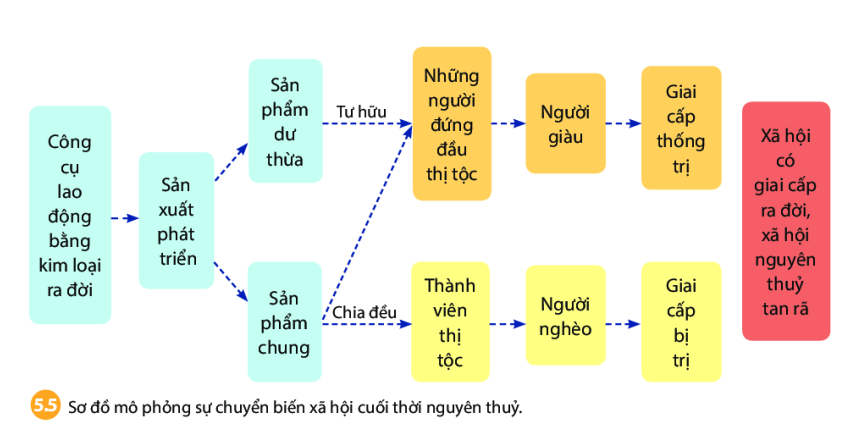 Công
cụ
lao
động
bằng
kim loại
ra đời
Sản
xuất
phát
triển
Sản
phẩm
dư
thừa
Tư hữu
Những
người
đứng
đầu
thị tộc
Người
giàu
Giai
cấp
thống
trị
Sản
phẩm
chung
Chia đều
Thành
viên
thị
tộc
Người
nghèo
Giai
cấp
bị
trị
Xã hội
có
giai cấp
ra đời,
xã hội
nguyên
thuỷ
tan rã
5.5 Sơ đồ mô phỏng sự chuyển biến xã hội cuối thời nguyên thuỷ.